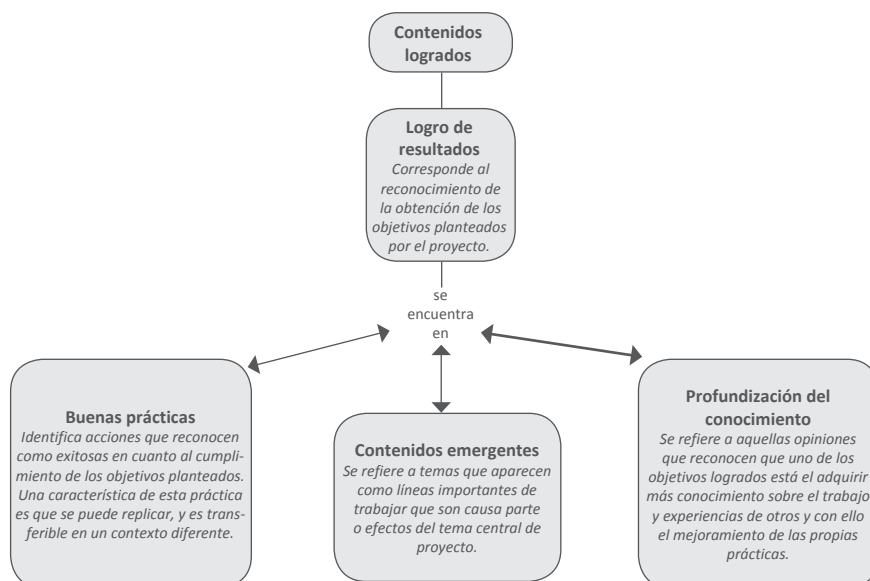 Contenidos
logrados
Logro de
resultados
Corresponde al
reconocimiento de
la obtención de los
objetivos planteados
por el proyecto.
se
encuentra
en
Buenas prácticas
Identifica acciones que reconocen
como exitosas en cuanto al cumpli-
miento de los objetivos planteados.
Una característica de esta práctica
es que se puede replicar, y es trans-
ferible en un contexto diferente.
Contenidos emergentes
Se refiere a temas que aparecen
como líneas importantes de
trabajar que son causa parte
o efectos del tema central de
proyecto.
Profundización del
conocimiento
Se refiere a aquellas opiniones
que reconocen que uno de los
objetivos logrados está el adquirir
más conocimiento sobre el trabajo
y experiencias de otros y con ello
el mejoramiento de las propias
prácticas.